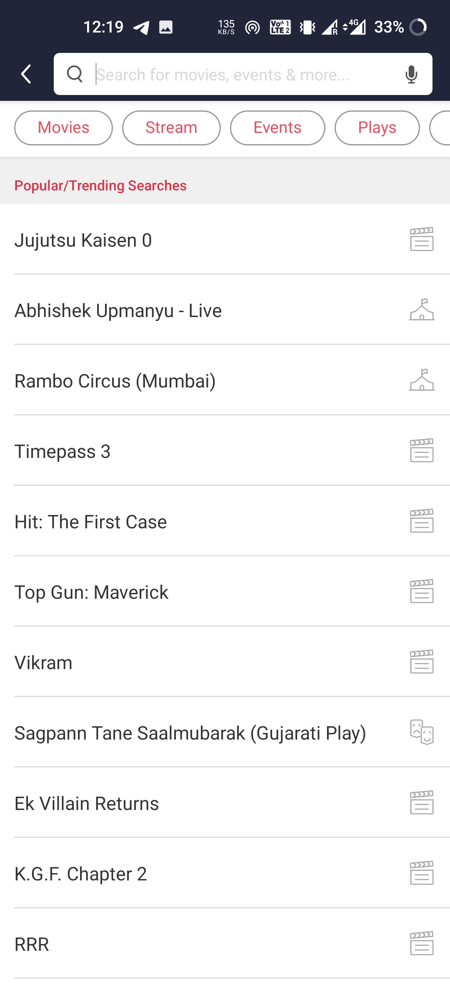 12:19 135 KB/S Vo)) 1 LTE 2 R 4G 33%
Search for movies, events & more...
Movies Stream Events Plays
Popular/Trending Searches
Jujutsu Kaisen 0
Abhishek Upmanyu - Live
Rambo Circus (Mumbai)
Timepass 3
Hit: The First Case
Top Gun: Maverick
Vikram
Sagpann Tane Saalmubarak (Gujarati Play)
Ek Villain Returns
K.G.F. Chapter 2
RRR